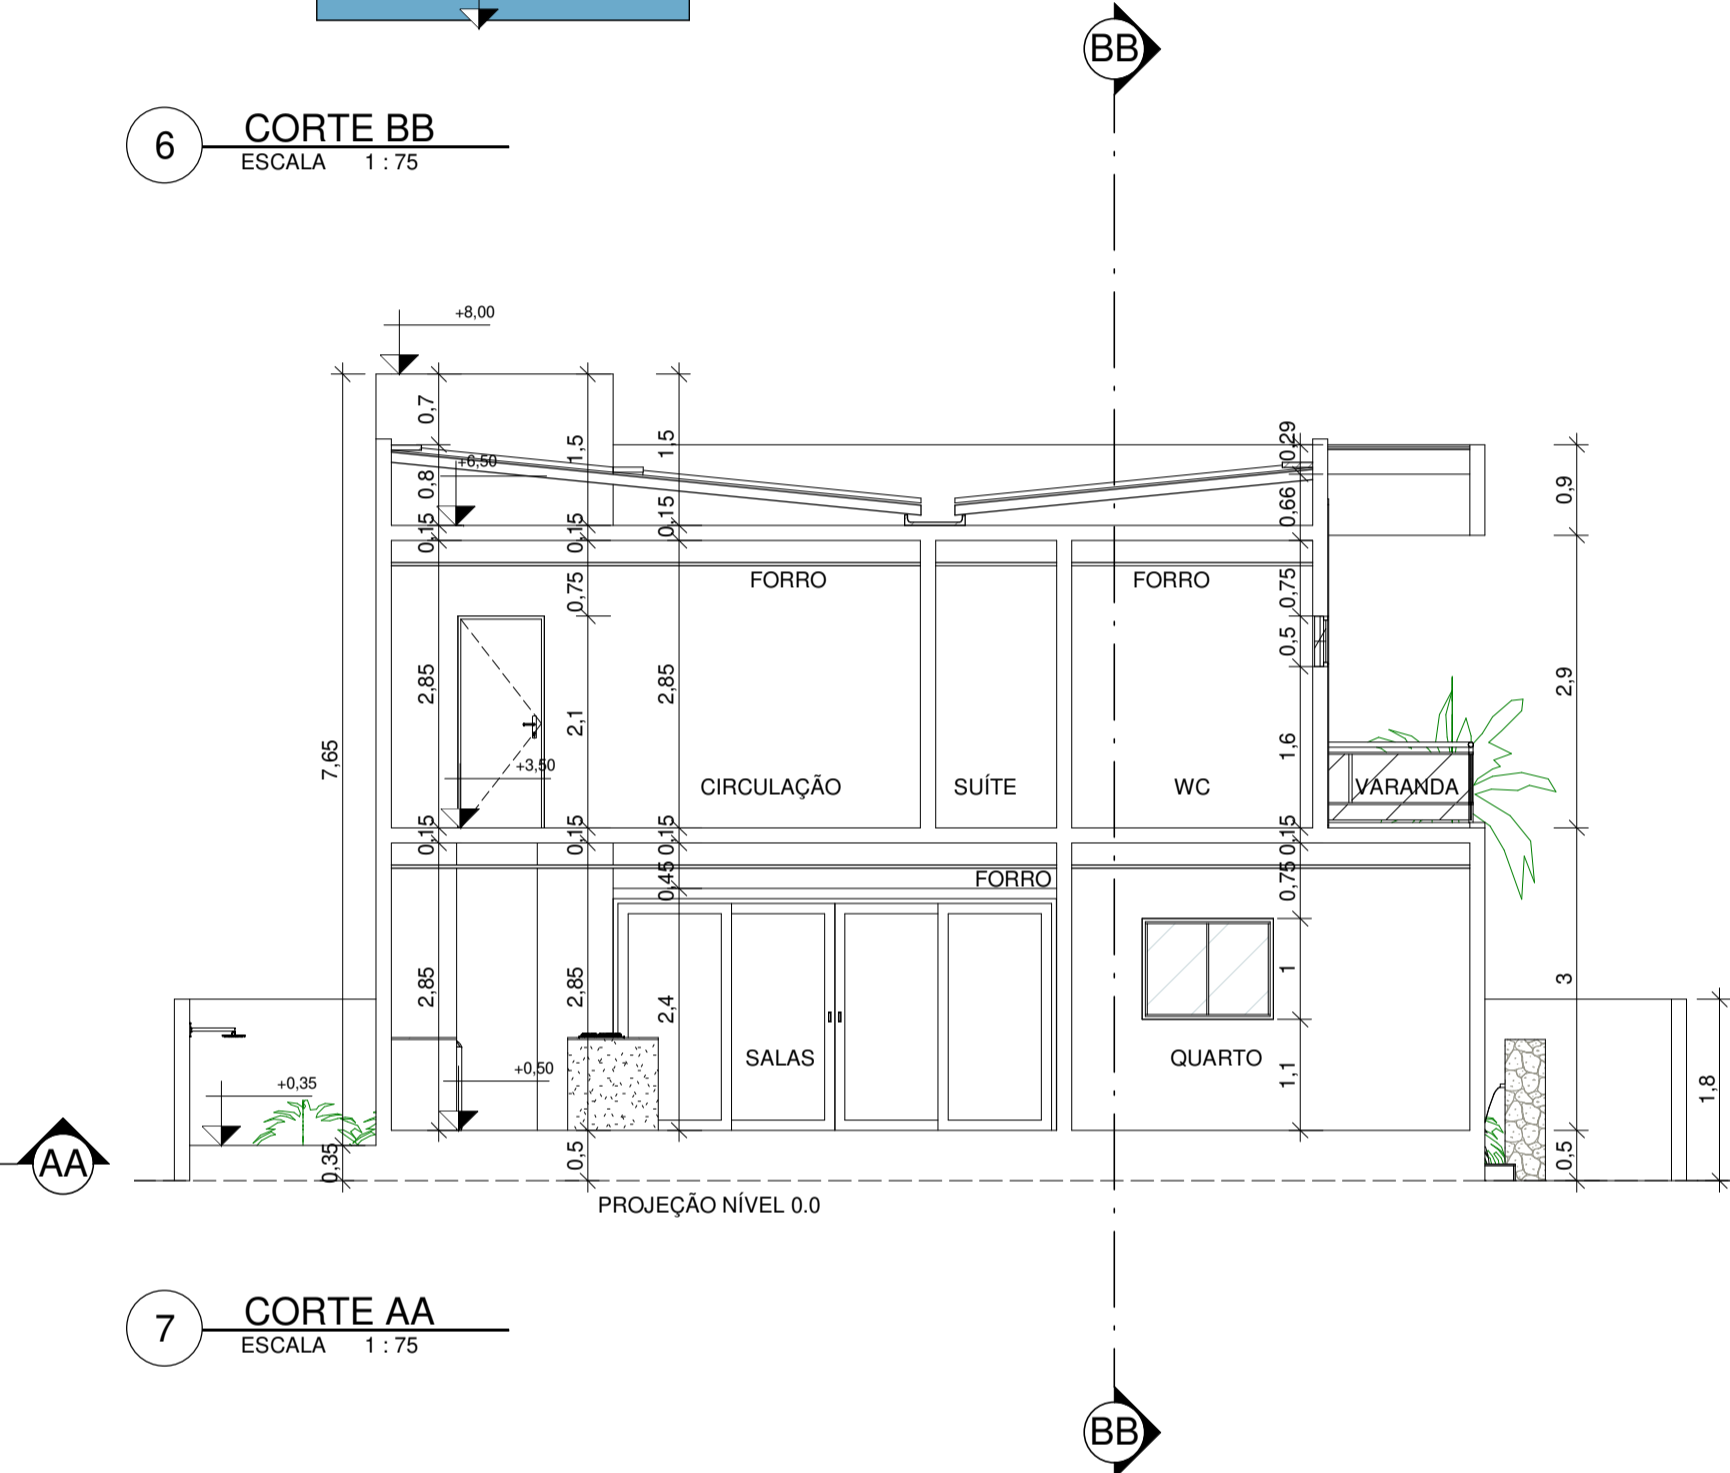 BB
6
CORTE BB
ESCALA 1 : 75
+8,00
0,7
1,5
1,5
0,29
+6,50
0,8
0,66
0,9
0,15
0,15
0,15
FORRO
FORRO
0,75
0,75
0,5
2,85
2,1
2,85
2,9
7,65
1,6
+3,50
CIRCULAÇÃO
SUÍTE
WC
VARANDA
0,15
0,15
0,15
0,15
0,45
FORRO
0,75
2,85
2,85
2,4
1
3
SALAS
QUARTO
+0,50
+0,35
1,1
1,8
AA
0,35
0,5
0,5
PROJEÇÃO NÍVEL 0.0
7
CORTE AA
ESCALA 1 : 75
BB